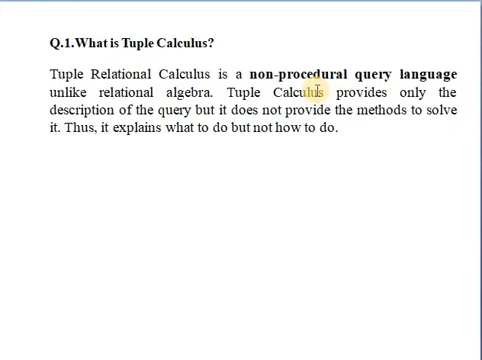 Q.1.What is Tuple Calculus?
Tuple Relational Calculus is a non-procedural query language
unlike relational algebra. Tuple Calculus provides only the
description of the query but it does not provide the methods to solve
it. Thus, it explains what to do but not how to do.